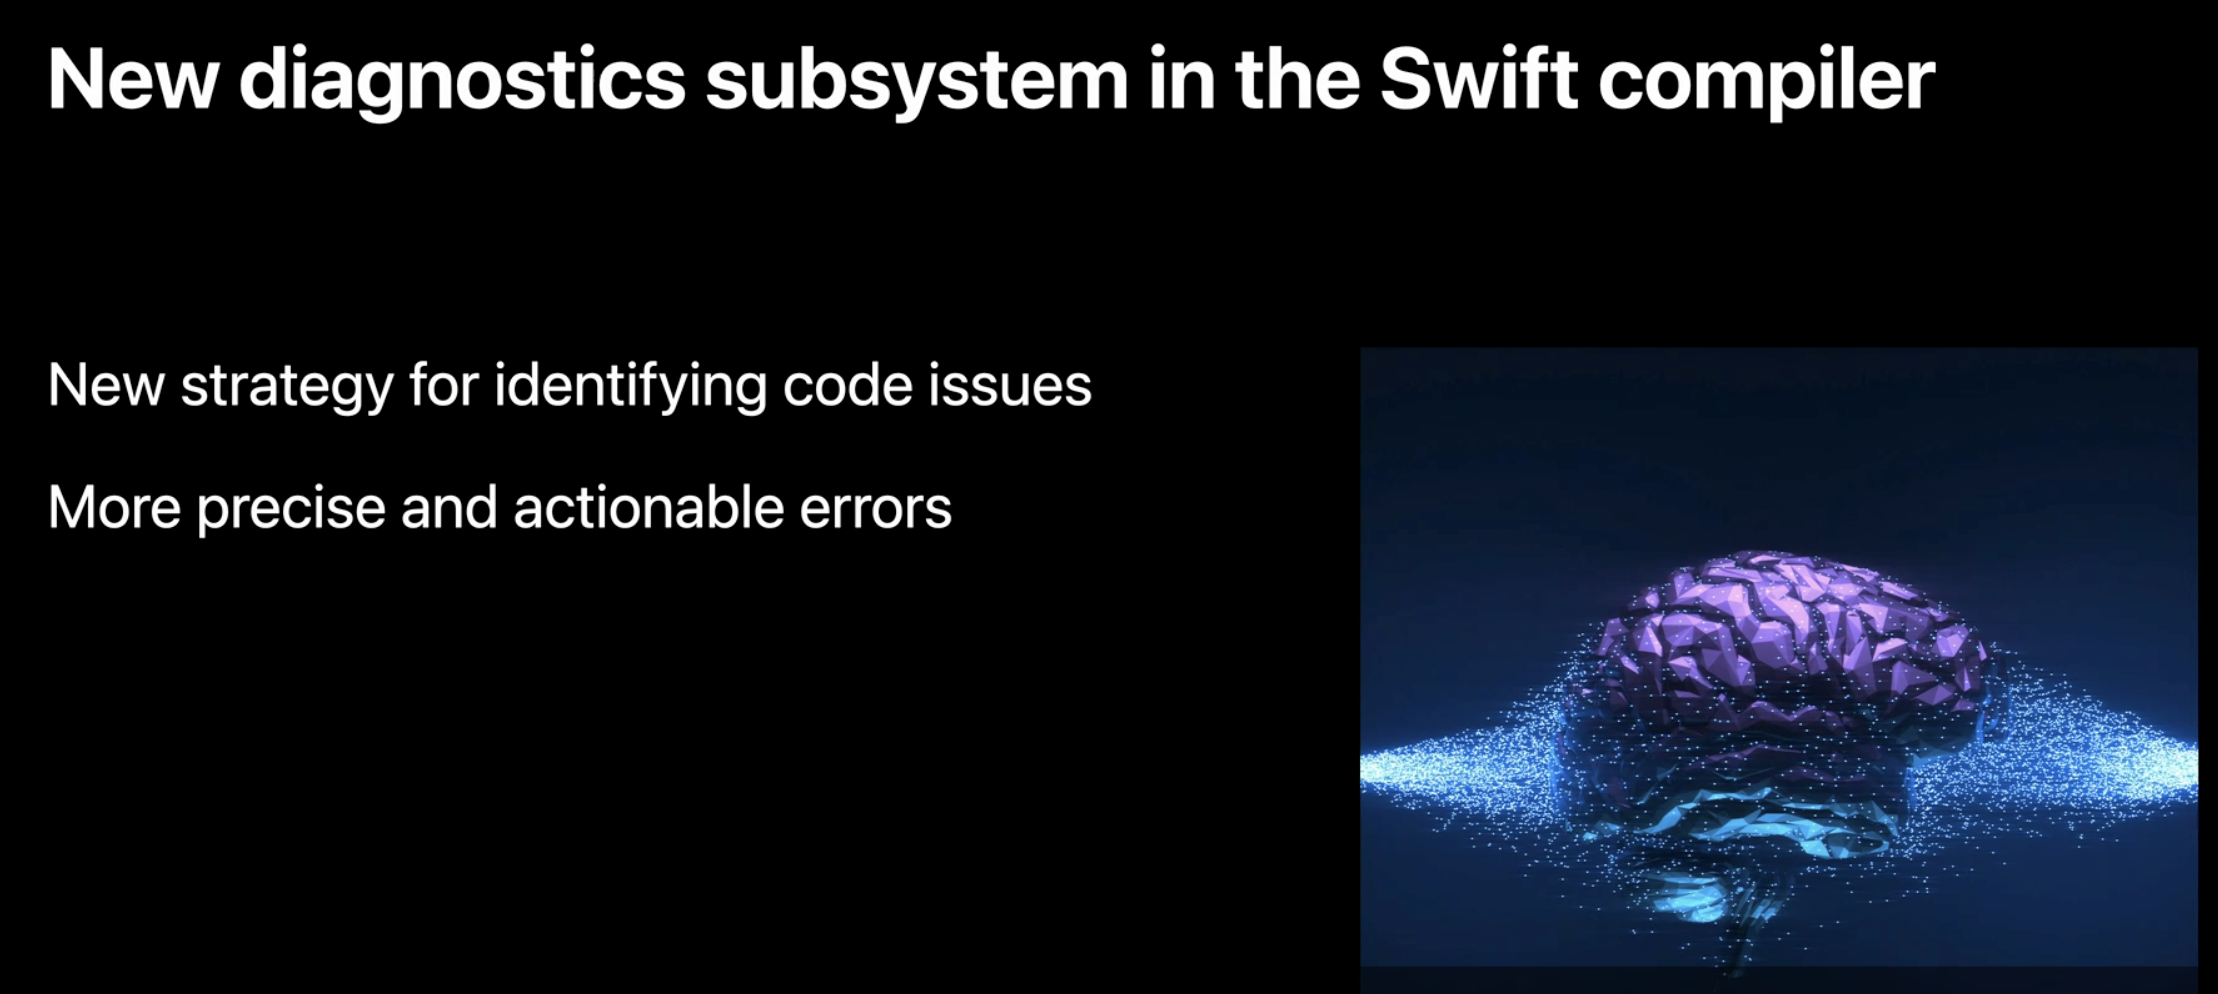 New diagnostics subsystem in the Swift compiler
New strategy for identifying code issues
More precise and actionable errors